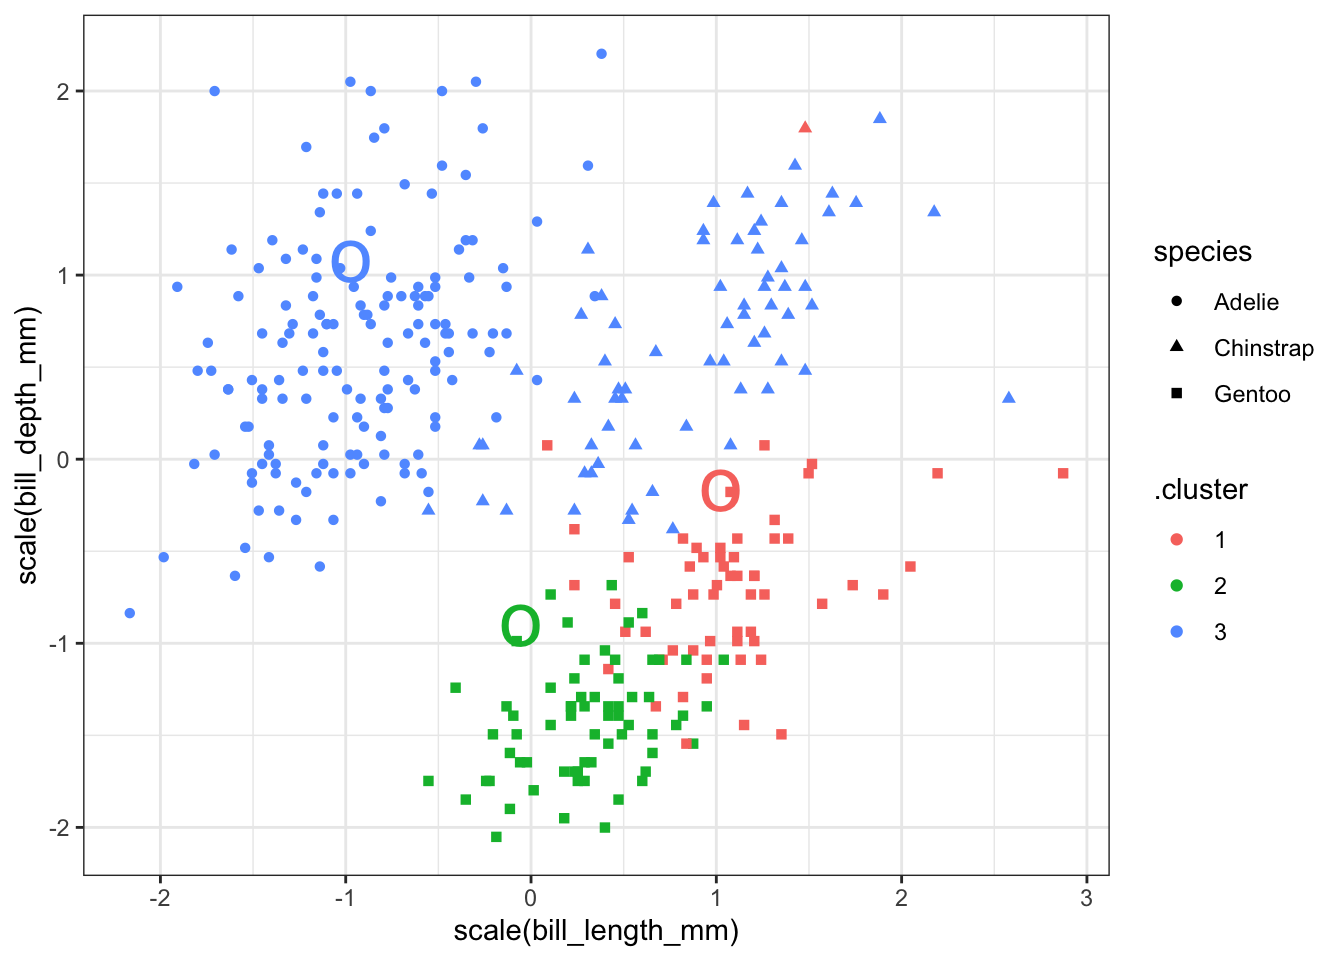 2
1
0
-1
-2
scale(bill_depth_mm)
O
O
O
-2
-1
0
1
2
3
scale(bill_length_mm)
species
Adelie
Chinstrap
Gentoo
.cluster
1
2
3